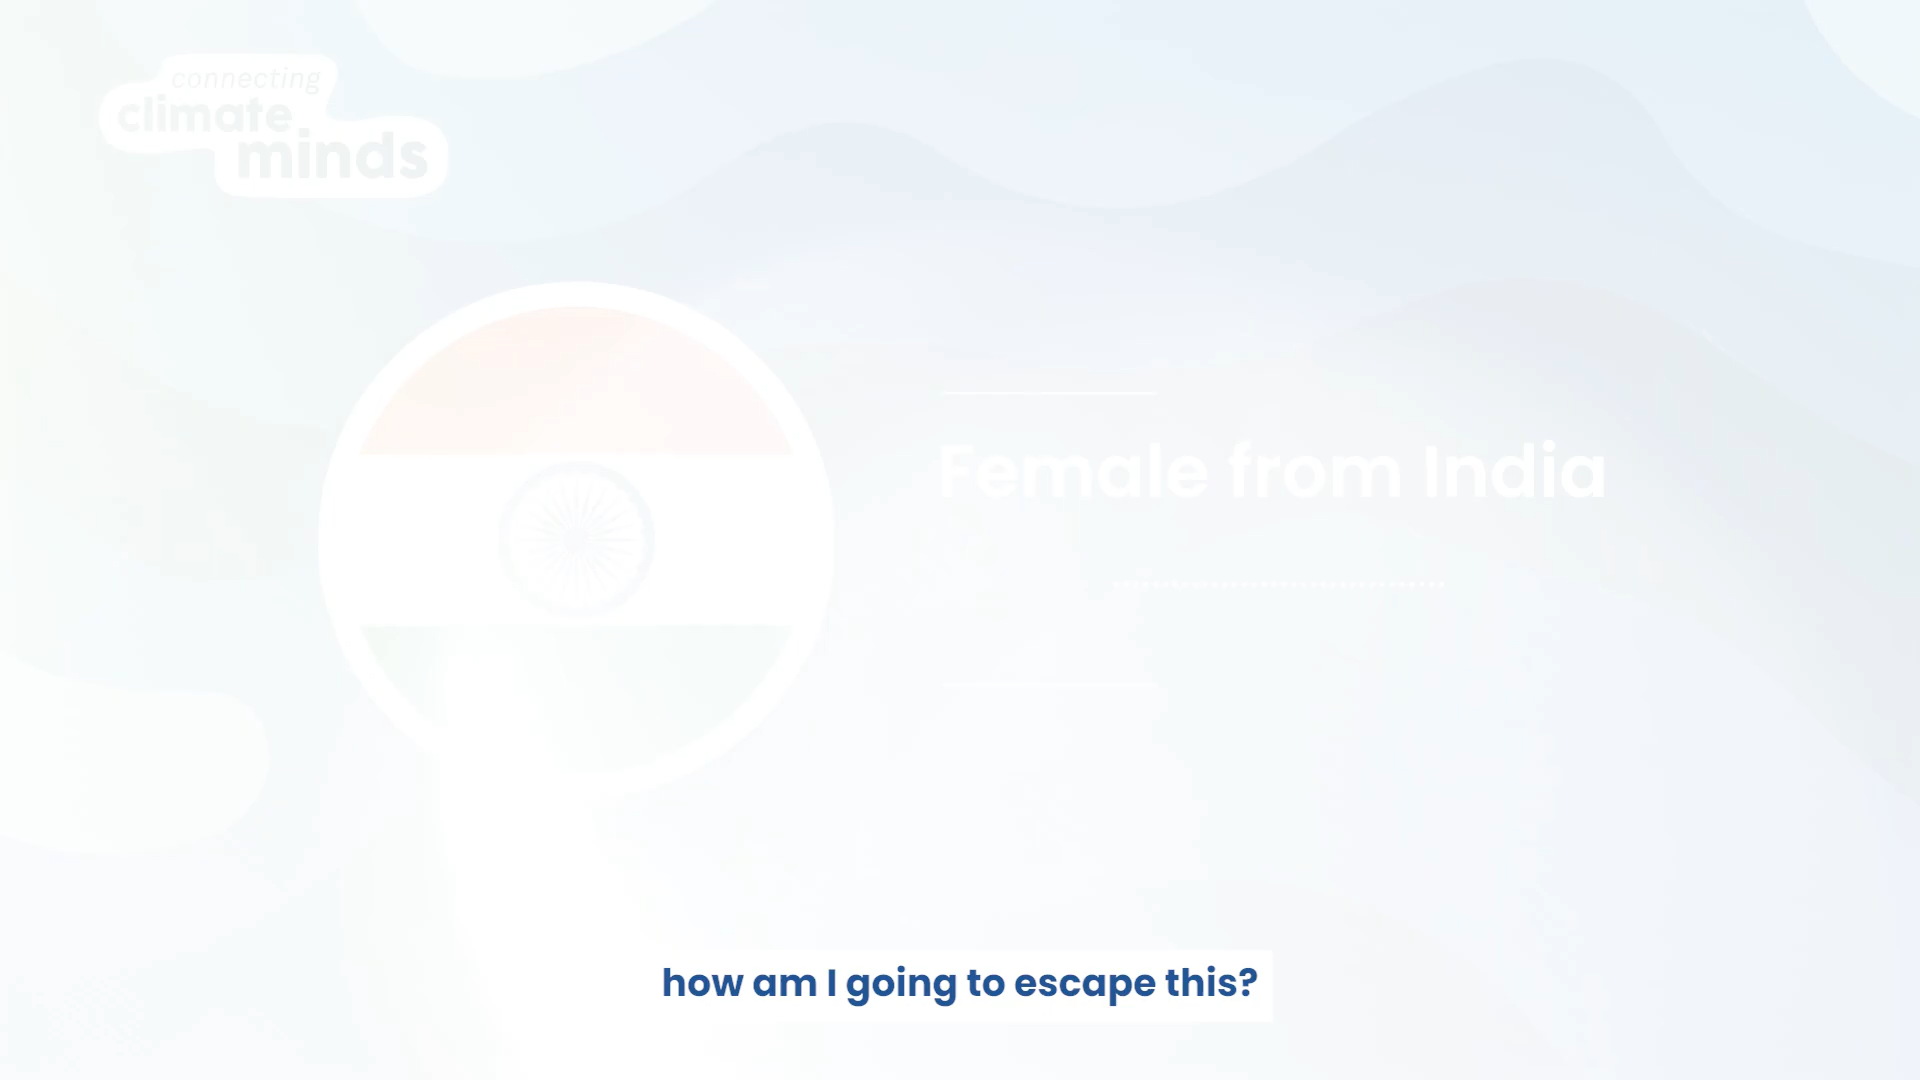 connecting
climate
minds
Female from India
how am I going to escape this?